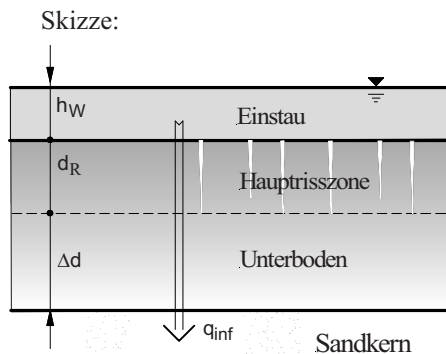 Skizze:
h_W
Einstau
d_R
Hauptrisszone
Δd
Unterboden
q_inf
Sandkern